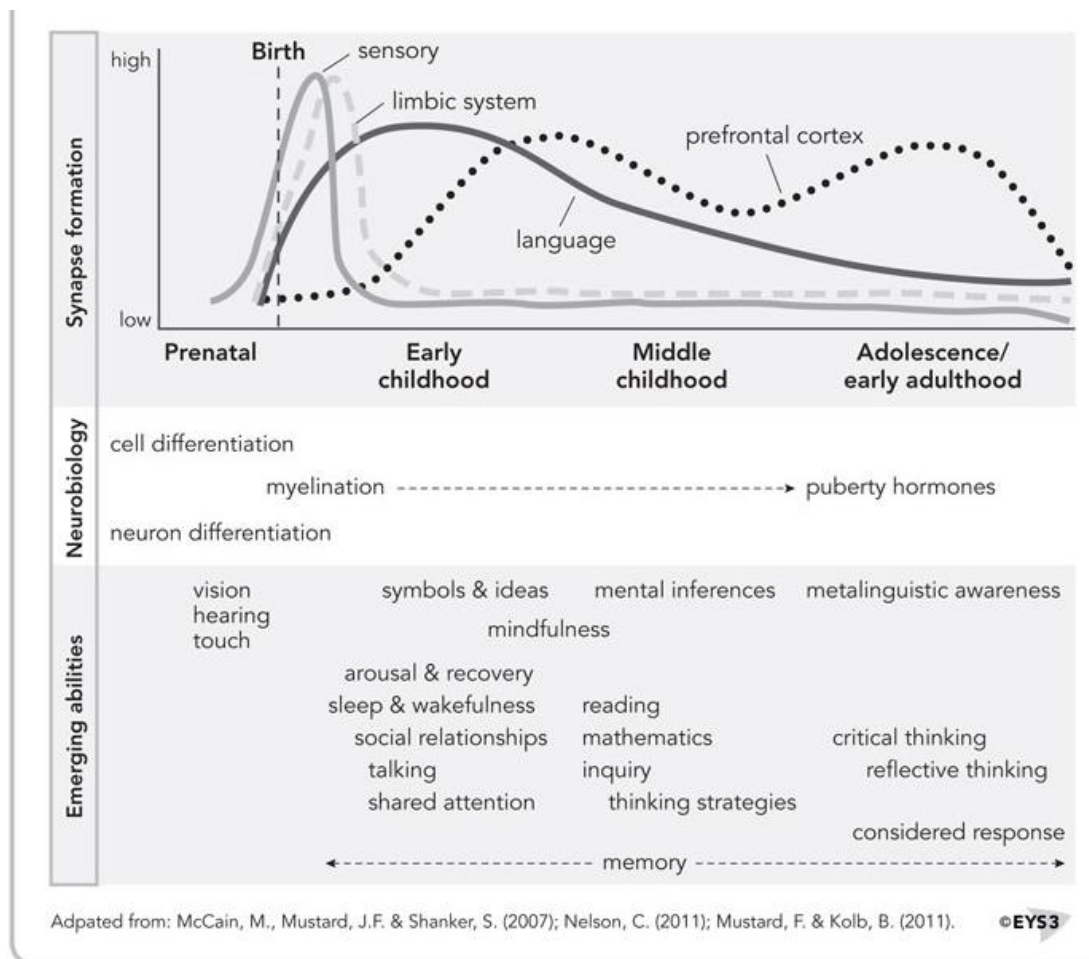 Synapse formation
high
Birth
sensory
limbic system
prefrontal cortex
language
low
Prenatal
Early
childhood
Middle
childhood
Adolescence/
early adulthood
Neurobiology
cell differentiation
myelination
puberty hormones
neuron differentiation
Emerging abilities
vision
hearing
touch
symbols & ideas
mental inferences
metalinguistic awareness
mindfulness
arousal & recovery
sleep & wakefulness
reading
social relationships
mathematics
critical thinking
talking
inquiry
reflective thinking
shared attention
thinking strategies
considered response
memory
Adpated from: McCain, M., Mustard, J.F. & Shanker, S. (2007); Nelson, C. (2011); Mustard, F. & Kolb, B. (2011).
©EYS3